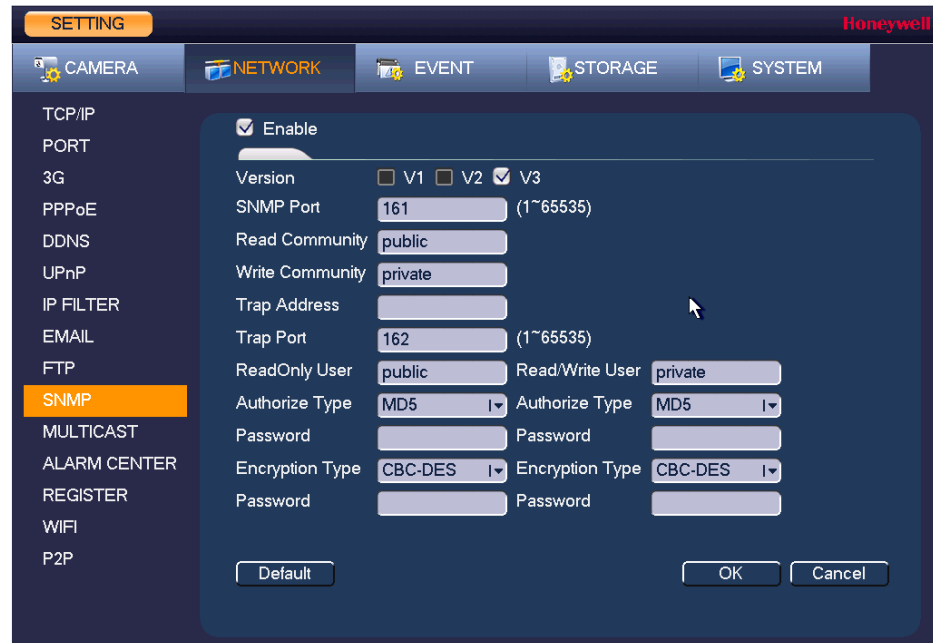 SETTING
Honeywell
CAMERA NETWORK EVENT STORAGE SYSTEM
TCP/IP
PORT
3G
PPPoE
DDNS
UPnP
IP FILTER
EMAIL
FTP
SNMP
MULTICAST
ALARM CENTER
REGISTER
WIFI
P2P
Enable
Version V1 V2 V3
SNMP Port 161 (1~65535)
Read Community public
Write Community private
Trap Address
Trap Port 162 (1~65535)
ReadOnly User public Read/Write User private
Authorize Type MD5 Authorize Type MD5
Password Password
Encryption Type CBC-DES Encryption Type CBC-DES
Password Password
Default OK Cancel